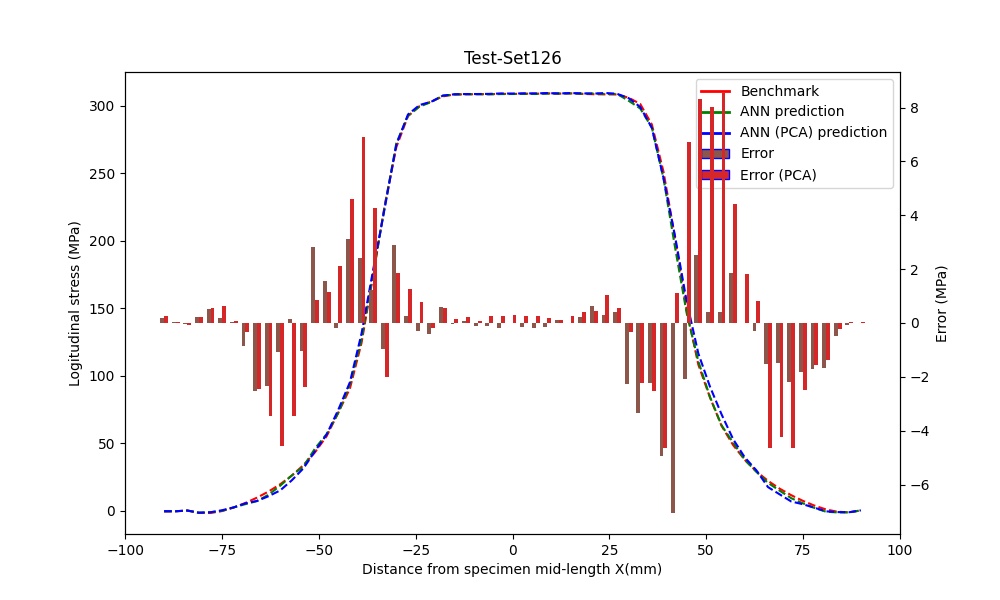 Test-Set126
300
250
200
150
100
50
0
Logitudinal stress (MPa)
8
6
4
2
0
−2
−4
−6
Error (MPa)
Benchmark
ANN prediction
ANN (PCA) prediction
Error
Error (PCA)
−100 −75 −50 −25 0 25 50 75 100
Distance from specimen mid-length X(mm)